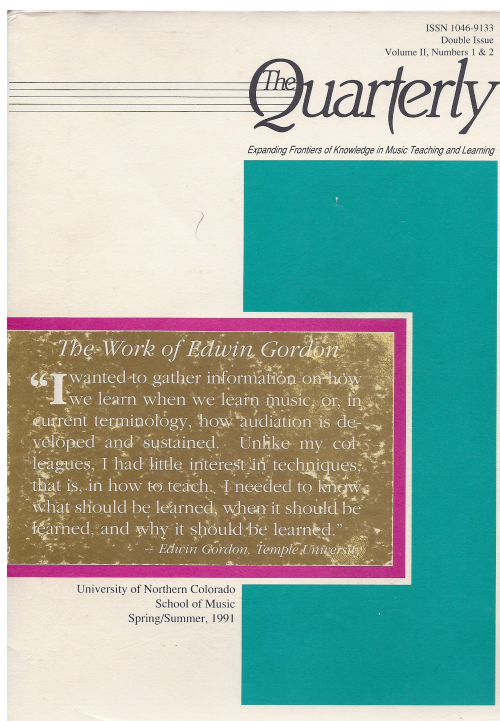 ISSN 1046-9133
Double Issue
Volume II, Numbers 1 & 2
The Quarterly
Expanding Frontiers of Knowledge in Music Teaching and Learning
The Work of Edwin Gordon
“I wanted to gather information on how
we learn when we learn music, or, in
current terminology, how audiation is de-
veloped and sustained. Unlike my col-
leagues, I had little interest in techniques;
that is, in how to teach. I needed to know
what should be learned, when it should be
learned, and why it should be learned.”
– Edwin Gordon, Temple University
University of Northern Colorado
School of Music
Spring/Summer, 1991